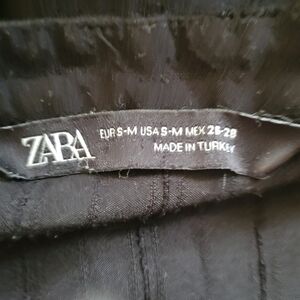 ZARA
EUR S-M USA S-M MEX 26-28
MADE IN TURKEY